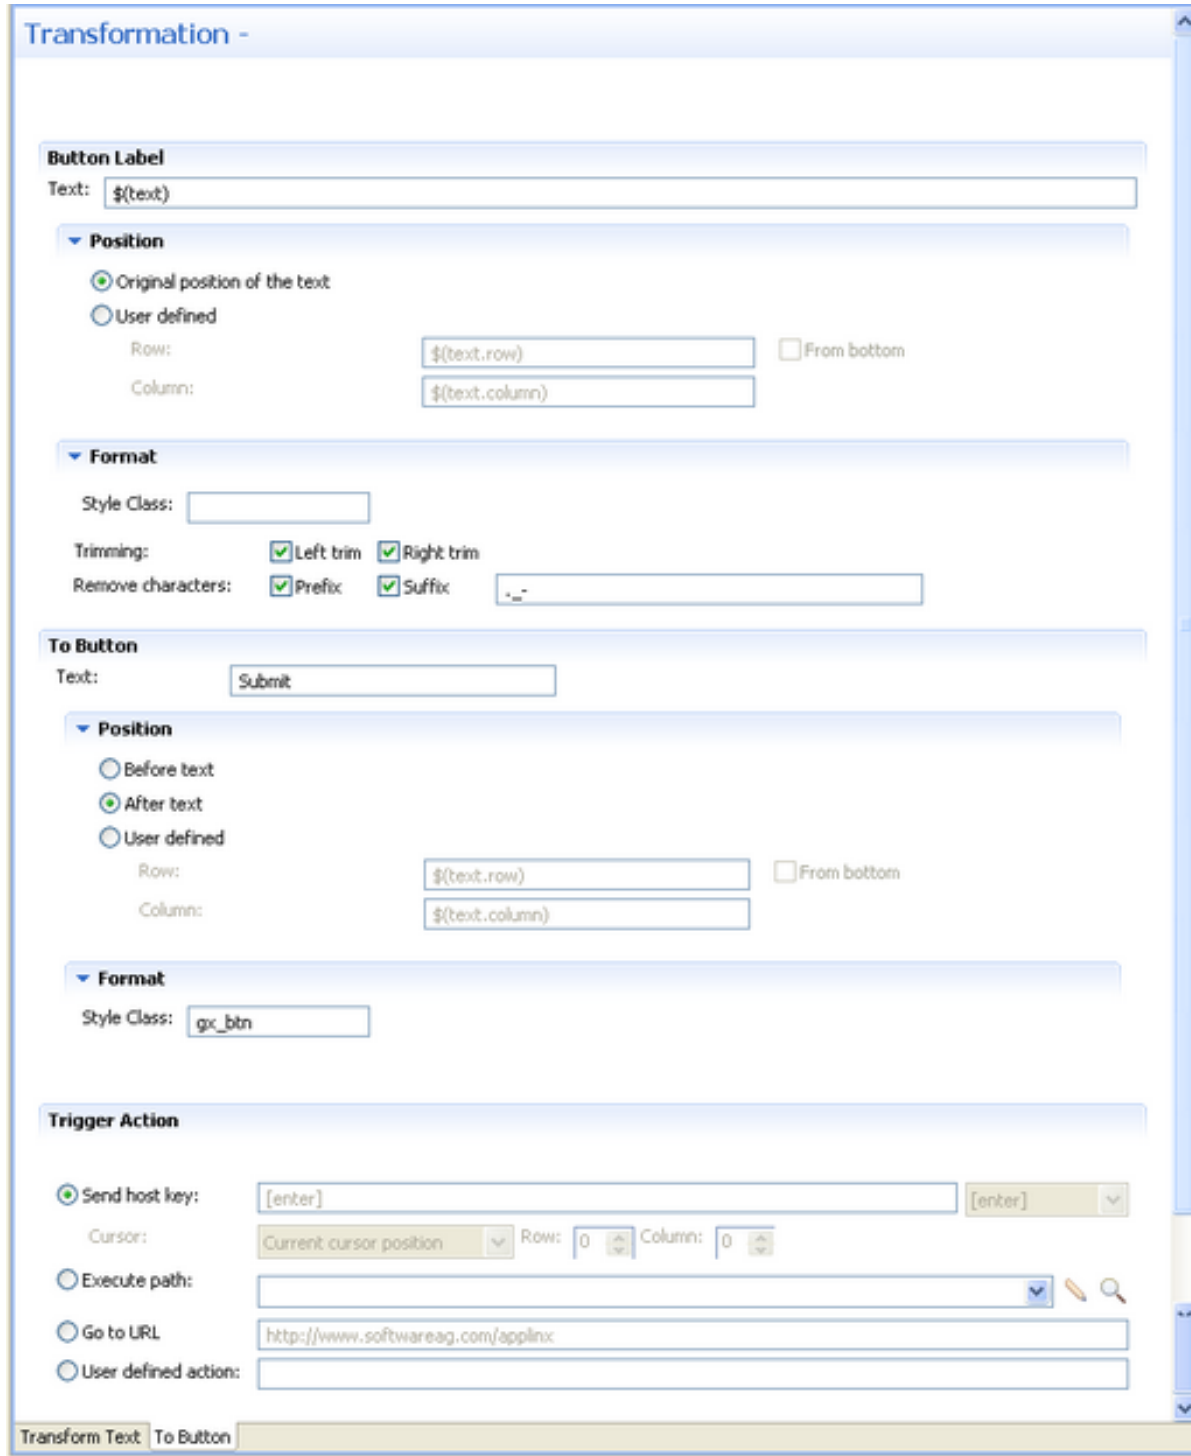 Transformation -
Button Label
Text: $(text)
Position
Original position of the text
User defined
Row: $(text.row) From bottom
Column: $(text.column)
Format
Style Class:
Trimming: Left trim Right trim
Remove characters: Prefix Suffix ._-
To Button
Text: Submit
Position
Before text
After text
User defined
Row: $(text.row) From bottom
Column: $(text.column)
Format
Style Class: gx_btn
Trigger Action
Send host key: [enter] [enter]
Cursor: Current cursor position Row: 0 Column: 0
Execute path:
Go to URL http://www.softwareag.com/applinx
User defined action:
Transform Text To Button